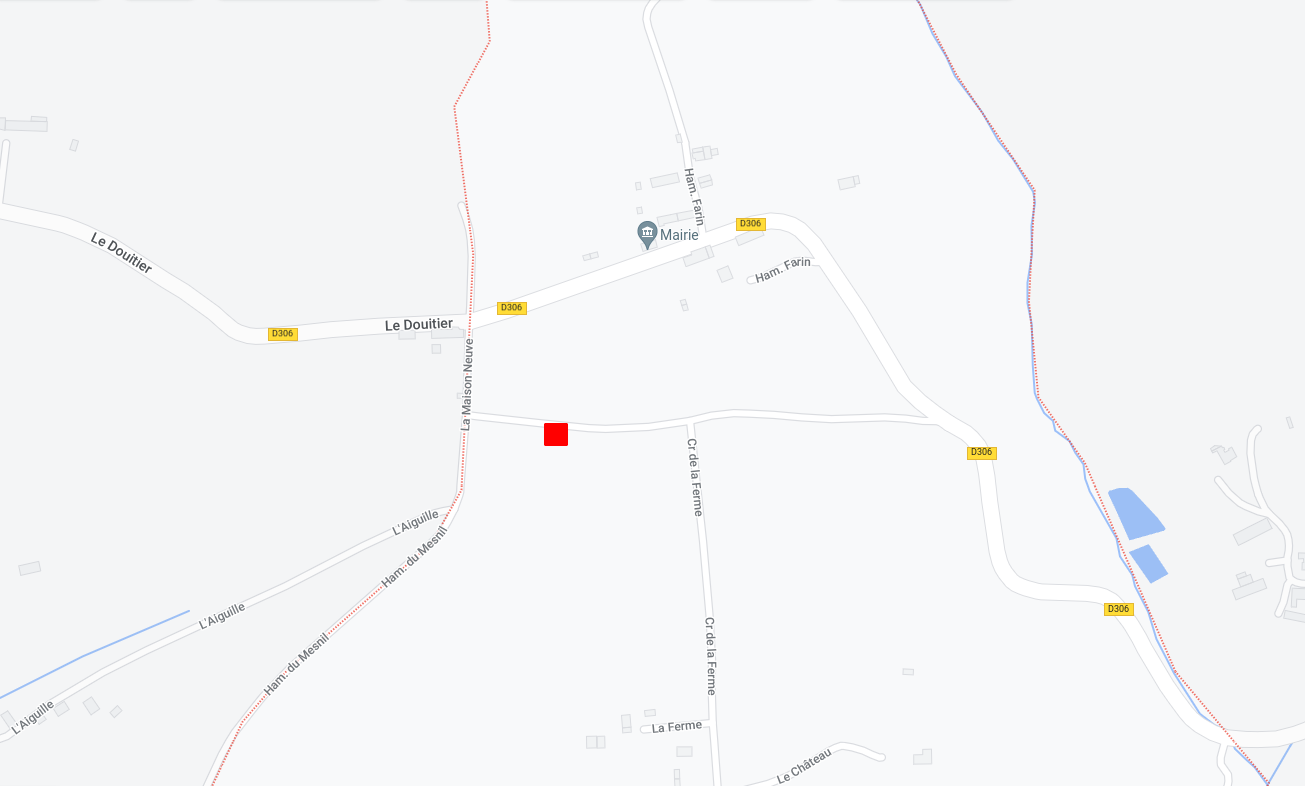 Ham. Farin
D306
Mairie
Le Douitier
Ham. Farin
D306
Le Douitier
D306
La Maison Neuve
D306
Cr de la Ferme
L'Aiguille
Ham. du Mesnil
L'Aiguille
D306
Ham. du Mesnil
Cr de la Ferme
L'Aiguille
La Ferme
Le Château